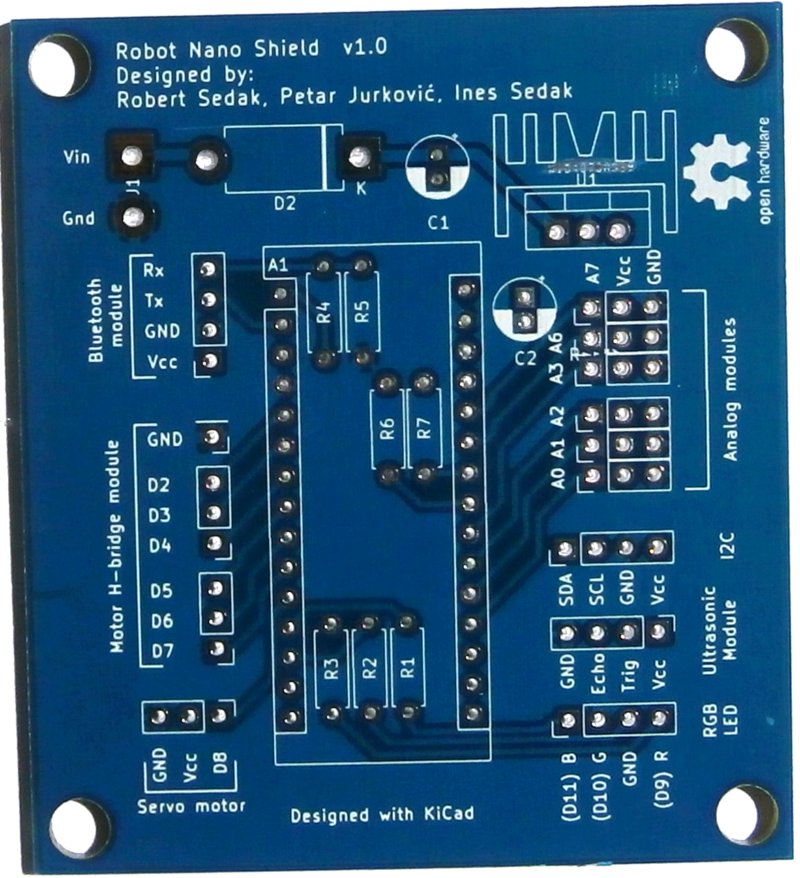 Robot Nano Shield v1.0
Designed by:
Robert Sedak, Petar Jurković, Ines Sedak
open hardware
Vin
J1
Gnd
D2
K
C1
U1
Bluetooth
module
Rx
Tx
GND
Vcc
A1
R4
R5
C2
A7
Vcc
GND
A6
A3
A2
A1
A0
Analog modules
R6
R7
Motor H-bridge module
GND
D2
D3
D4
D5
D6
D7
SDA
SCL
GND
Vcc
I2C
GND
Echo
Trig
Vcc
Ultrasonic
Module
R3
R2
R1
RGB
LED
(D11) B
(D10) G
GND
(D9) R
GND
Vcc
D8
Servo motor
Designed with KiCad